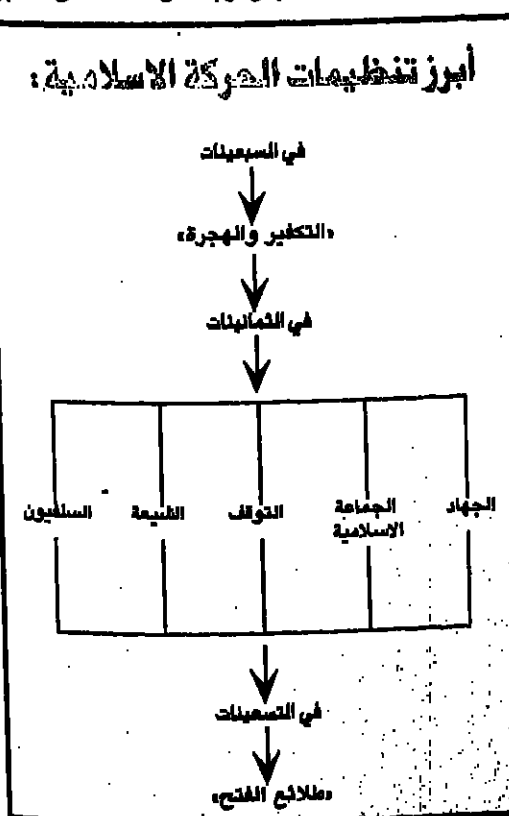 أبرز تنظيمات الحركة الاسلامية :
في السبعينات
«التكفير والهجرة»
في الثمانينات
الجهاد
الجماعة
الاسلامية
التوقف
الشيعة
السلفيون
في التسعينات
«طلائع الفتح»